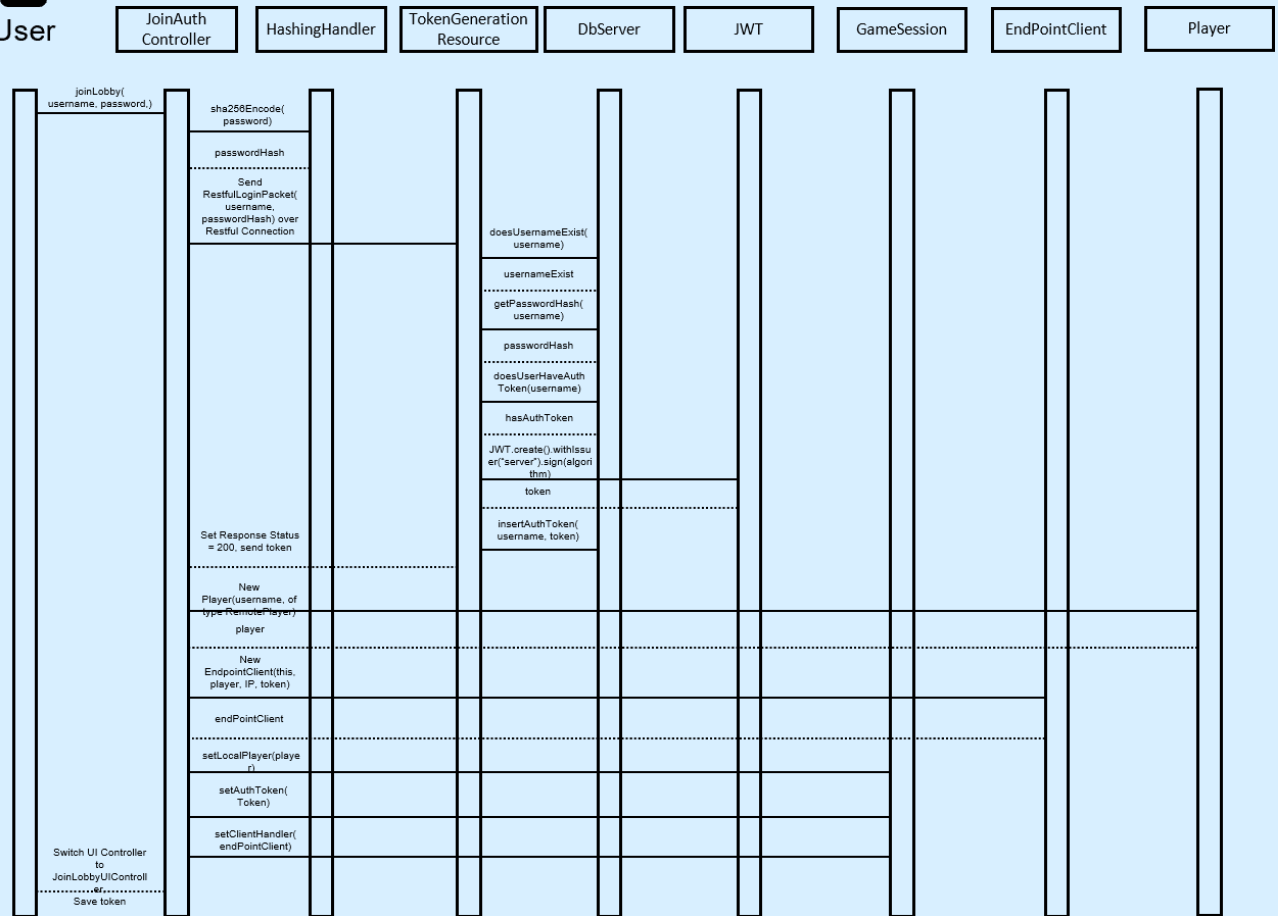 User
JoinAuth
Controller
HashingHandler
TokenGeneration
Resource
DbServer
JWT
GameSession
EndPointClient
Player
joinLobby(
username, password,)
sha256Encode(
password)
passwordHash
Send
RestfulLoginPacket(
username,
passwordHash) over
Restful Connection
doesUsernameExist(
username)
usernameExist
getPasswordHash(
username)
passwordHash
doesUserHaveAuth
Token(username)
hasAuthToken
JWT.create().withIssu
er("server").sign(algori
thm)
token
insertAuthToken(
username, token)
Set Response Status
= 200, send token
New
Player(username, of
type RemotePlayer)
player
New
EndpointClient(this,
player, IP, token)
endPointClient
setLocalPlayer(playe
r)
setAuthToken(
Token)
setClientHandler(
endPointClient)
Switch UI Controller
to
JoinLobbyUIControll
er,
Save token